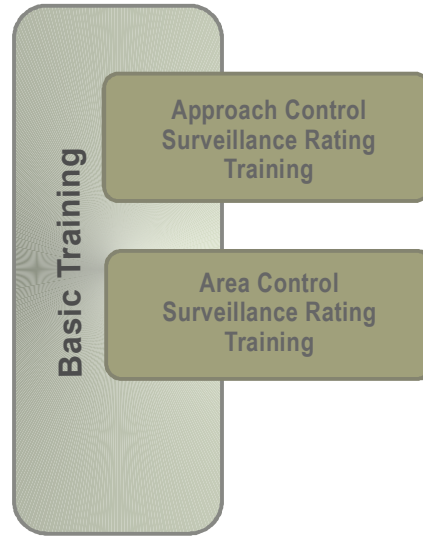 Basic Training
Approach Control
Surveillance Rating
Training
Area Control
Surveillance Rating
Training